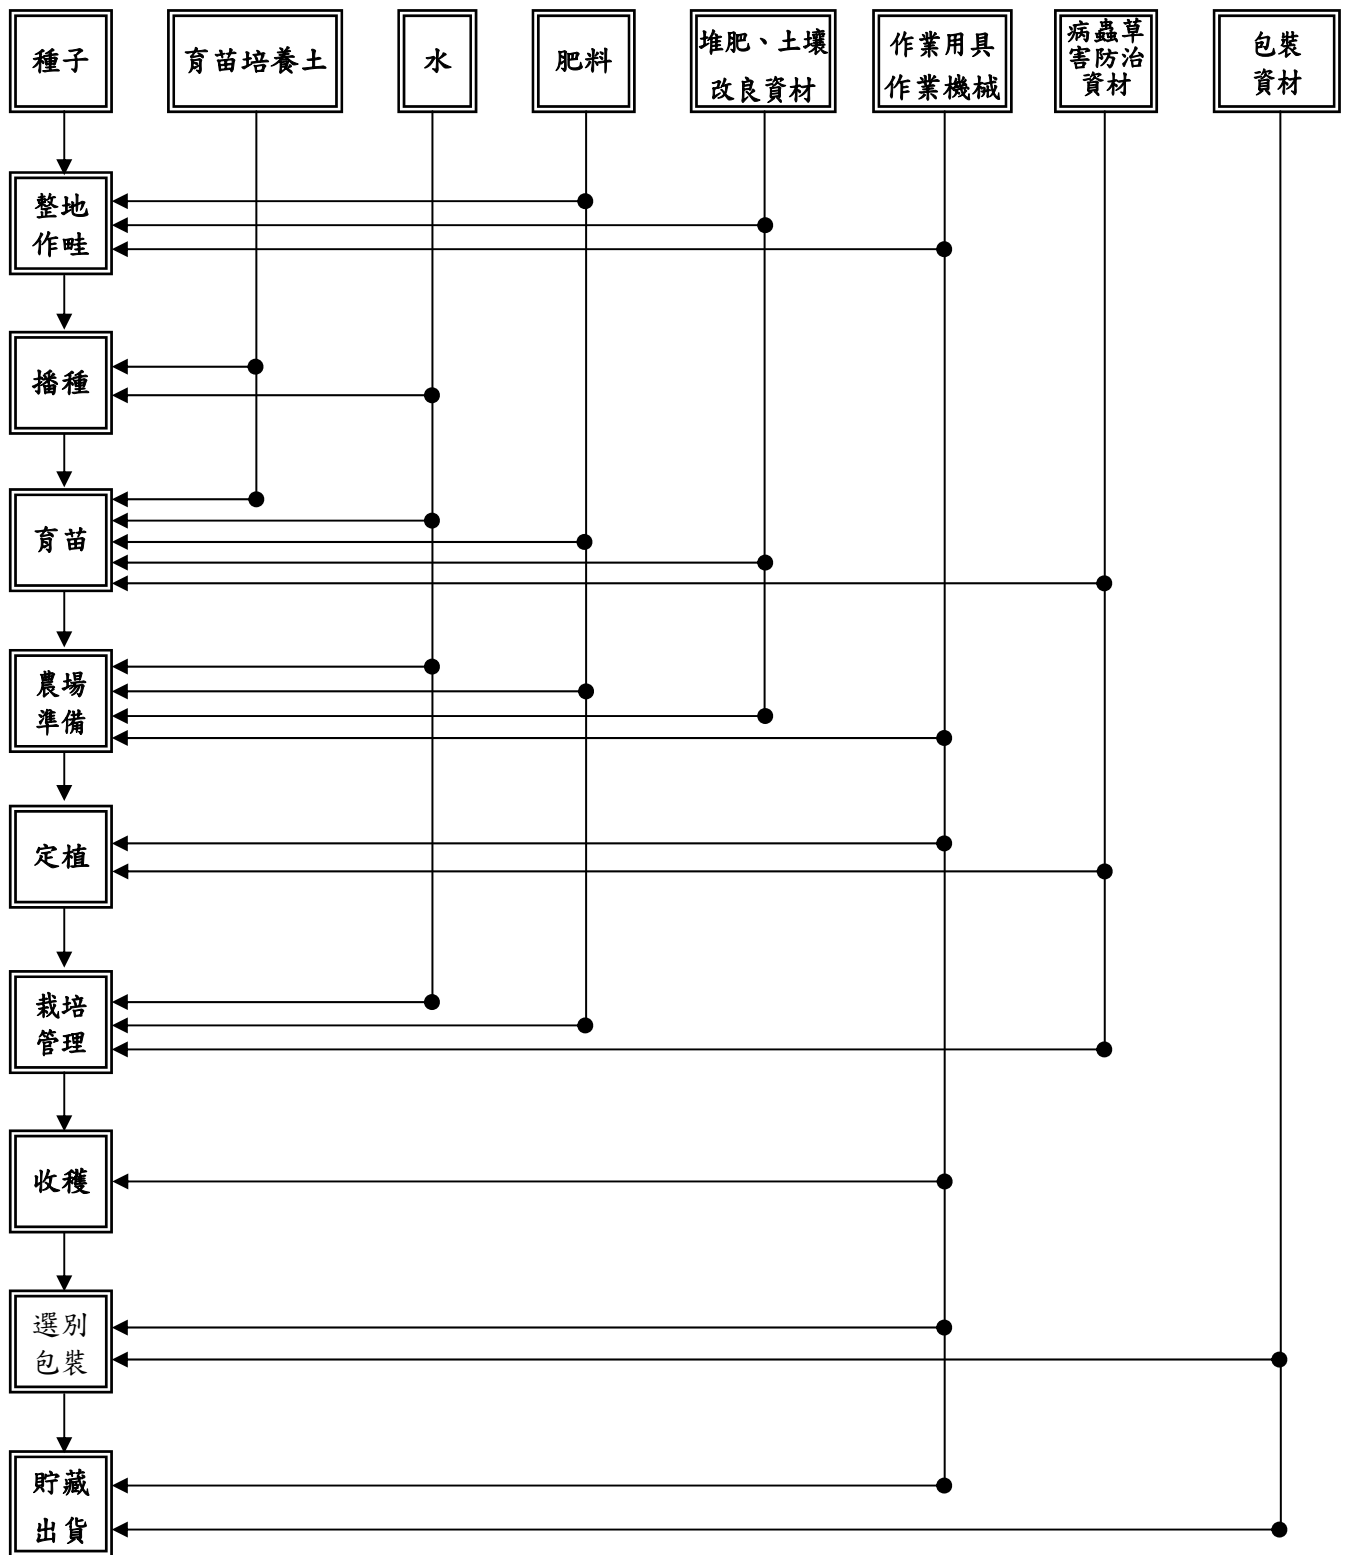 種子
育苗培養土
水
肥料
堆肥、土壤
改良資材
作業用具
作業機械
病蟲草
害防治
資材
包裝
資材
整地
作畦
播種
育苗
農場
準備
定植
栽培
管理
收穫
選別
包裝
貯藏
出貨